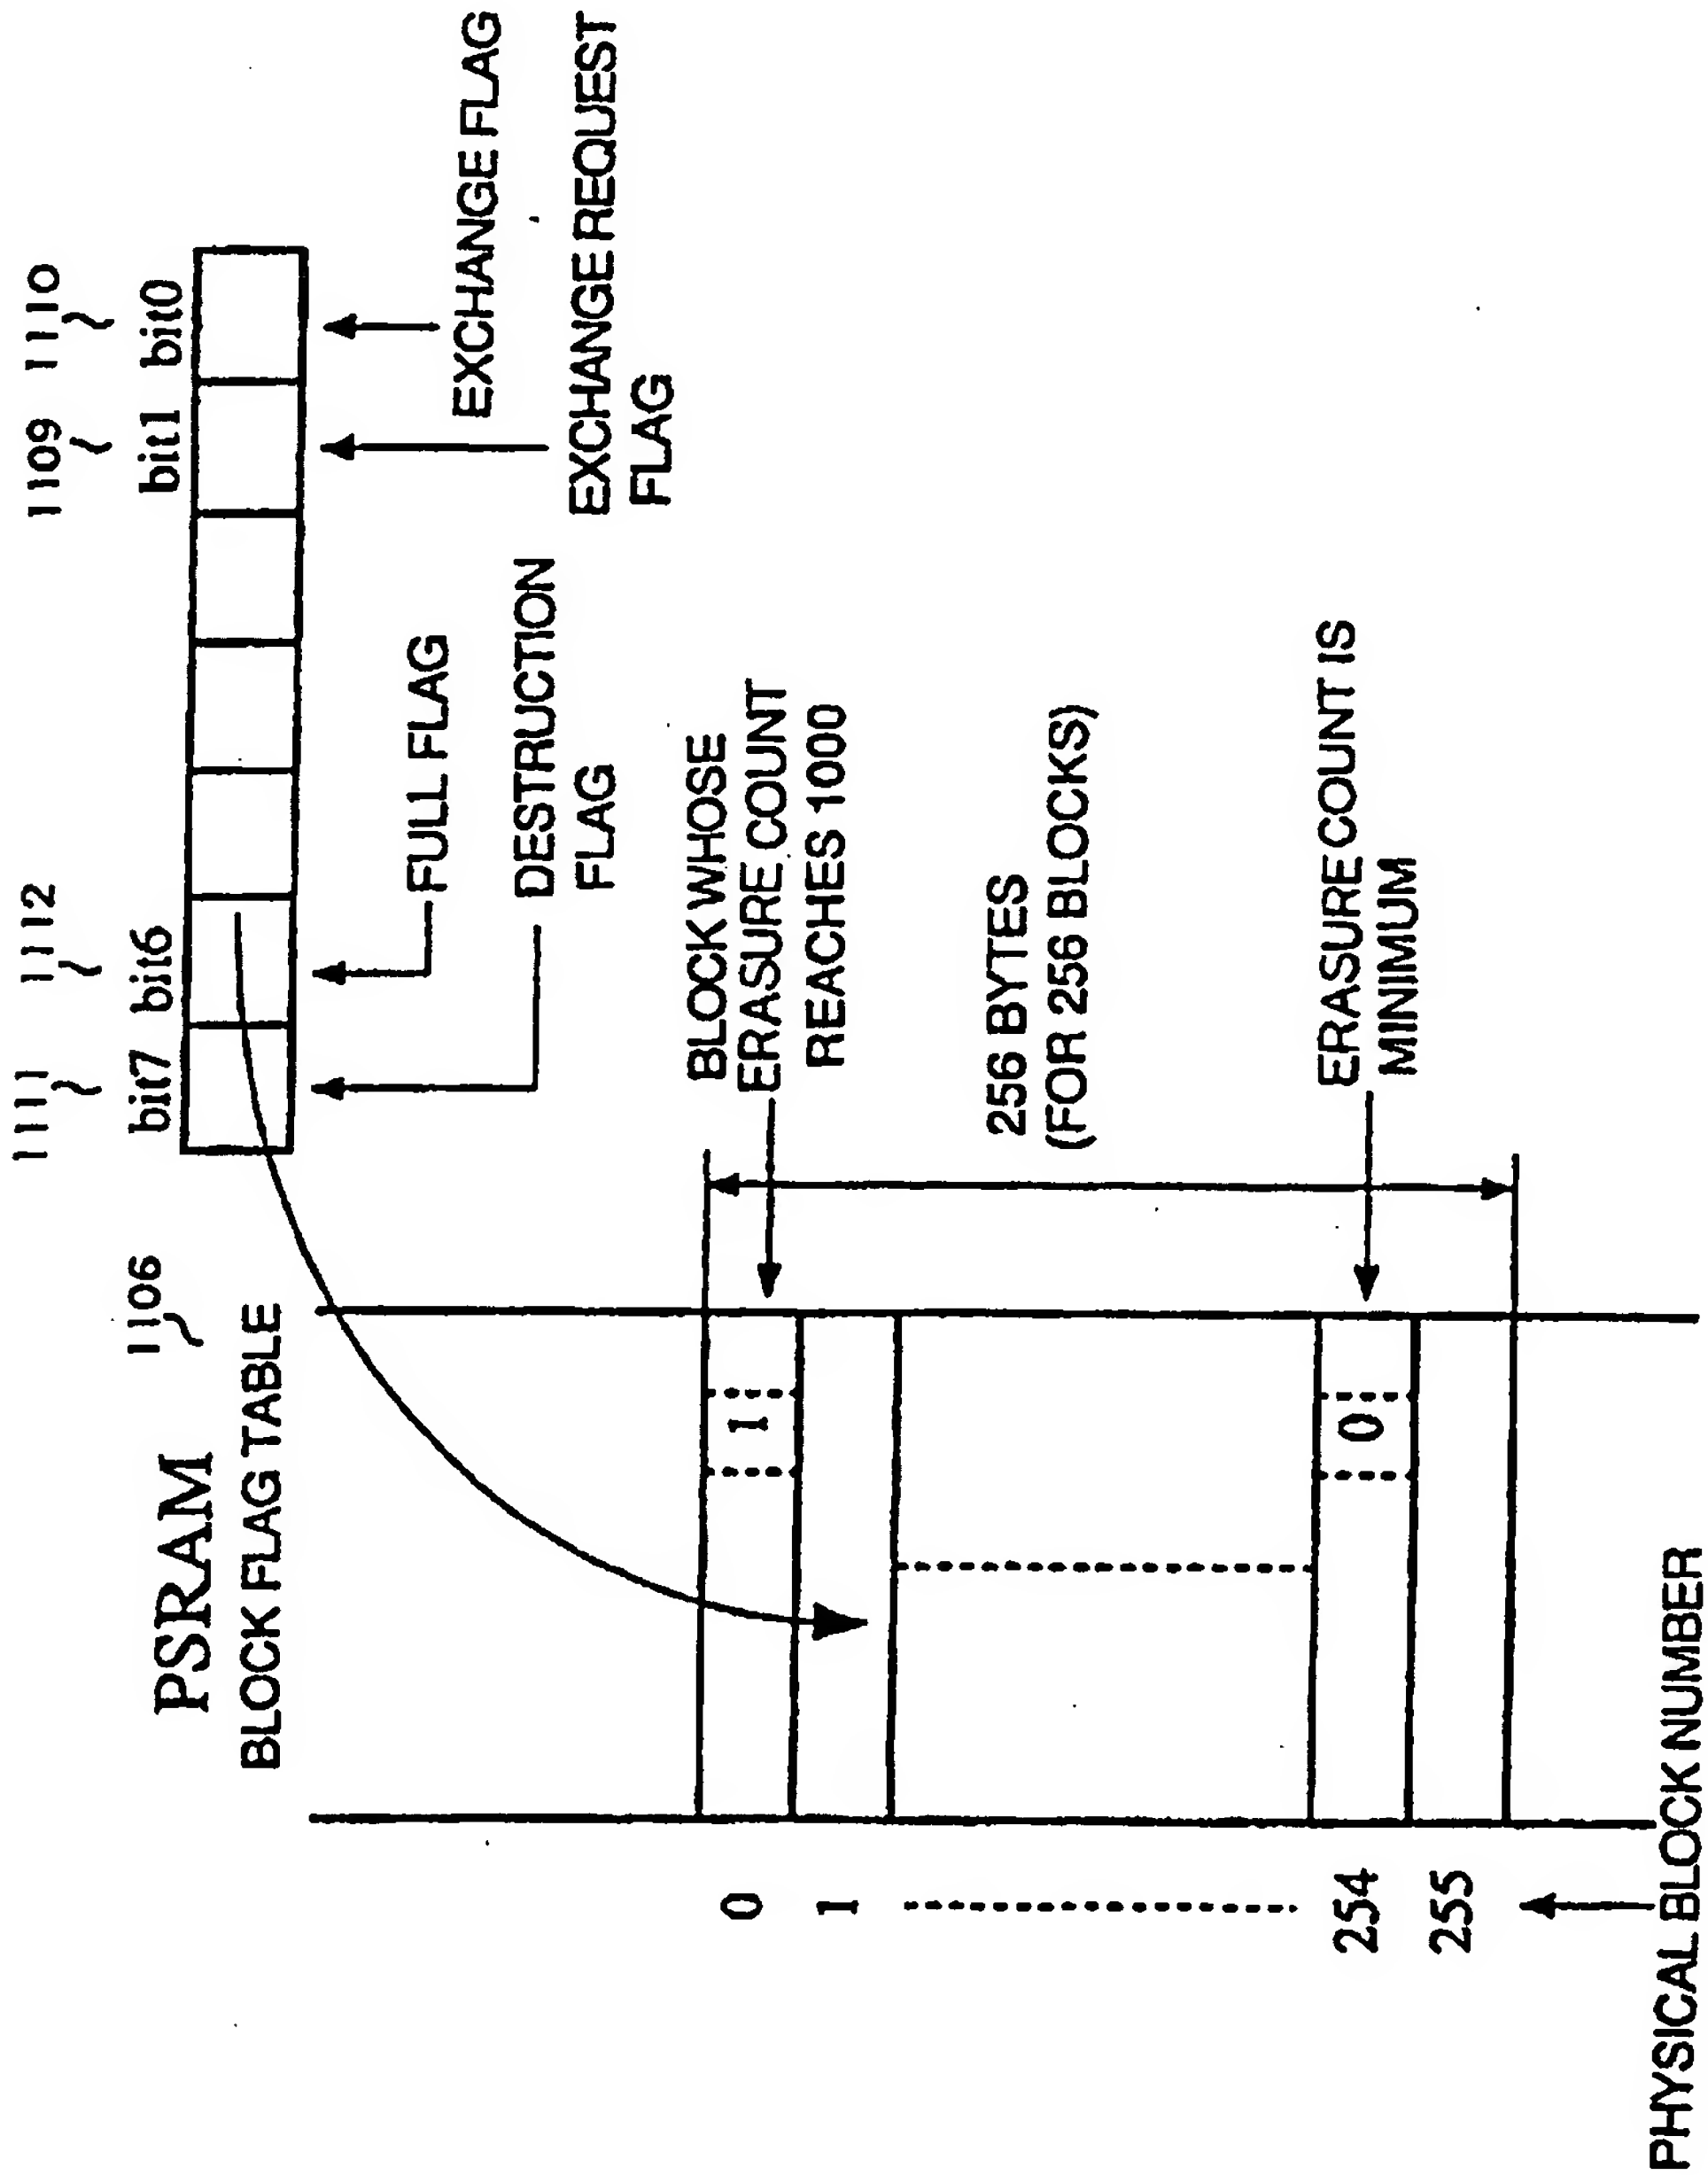 1111
1112
1109
1110
bit7
bit6
bit1
bit0
FULL FLAG
DESTRUCTION
FLAG
EXCHANGE FLAG
EXCHANGE REQUEST
FLAG
1106
PSRAM
BLOCK FLAG TABLE
0
1
1
254
0
255
PHYSICAL BLOCK NUMBER
BLOCK WHOSE
ERASURE COUNT
REACHES 1000
256 BYTES
(FOR 256 BLOCKS)
ERASURE COUNT IS
MINIMUM